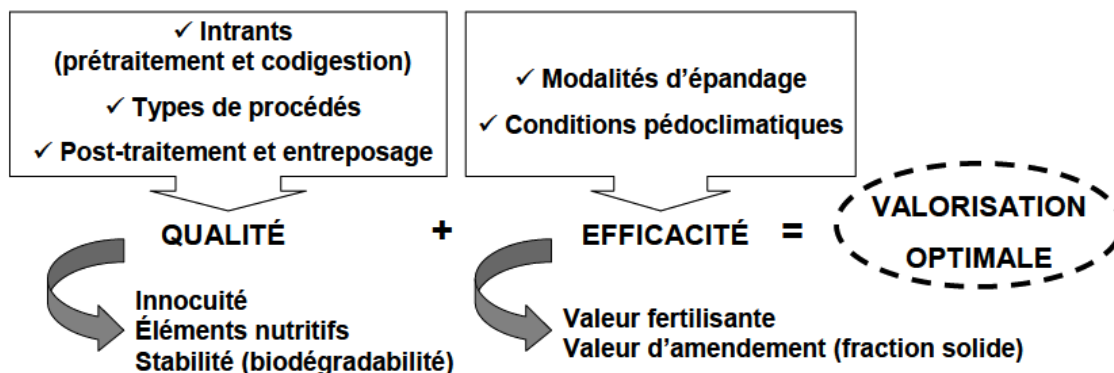 ✓ Intrants
(prétraitement et codigestion)
✓ Types de procédés
✓ Post-traitement et entreposage
✓ Modalités d'épandage
✓ Conditions pédoclimatiques
QUALITÉ + EFFICACITÉ =
VALORISATION
OPTIMALE
Innocuité
Éléments nutritifs
Stabilité (biodégradabilité)
Valeur fertilisante
Valeur d'amendement (fraction solide)